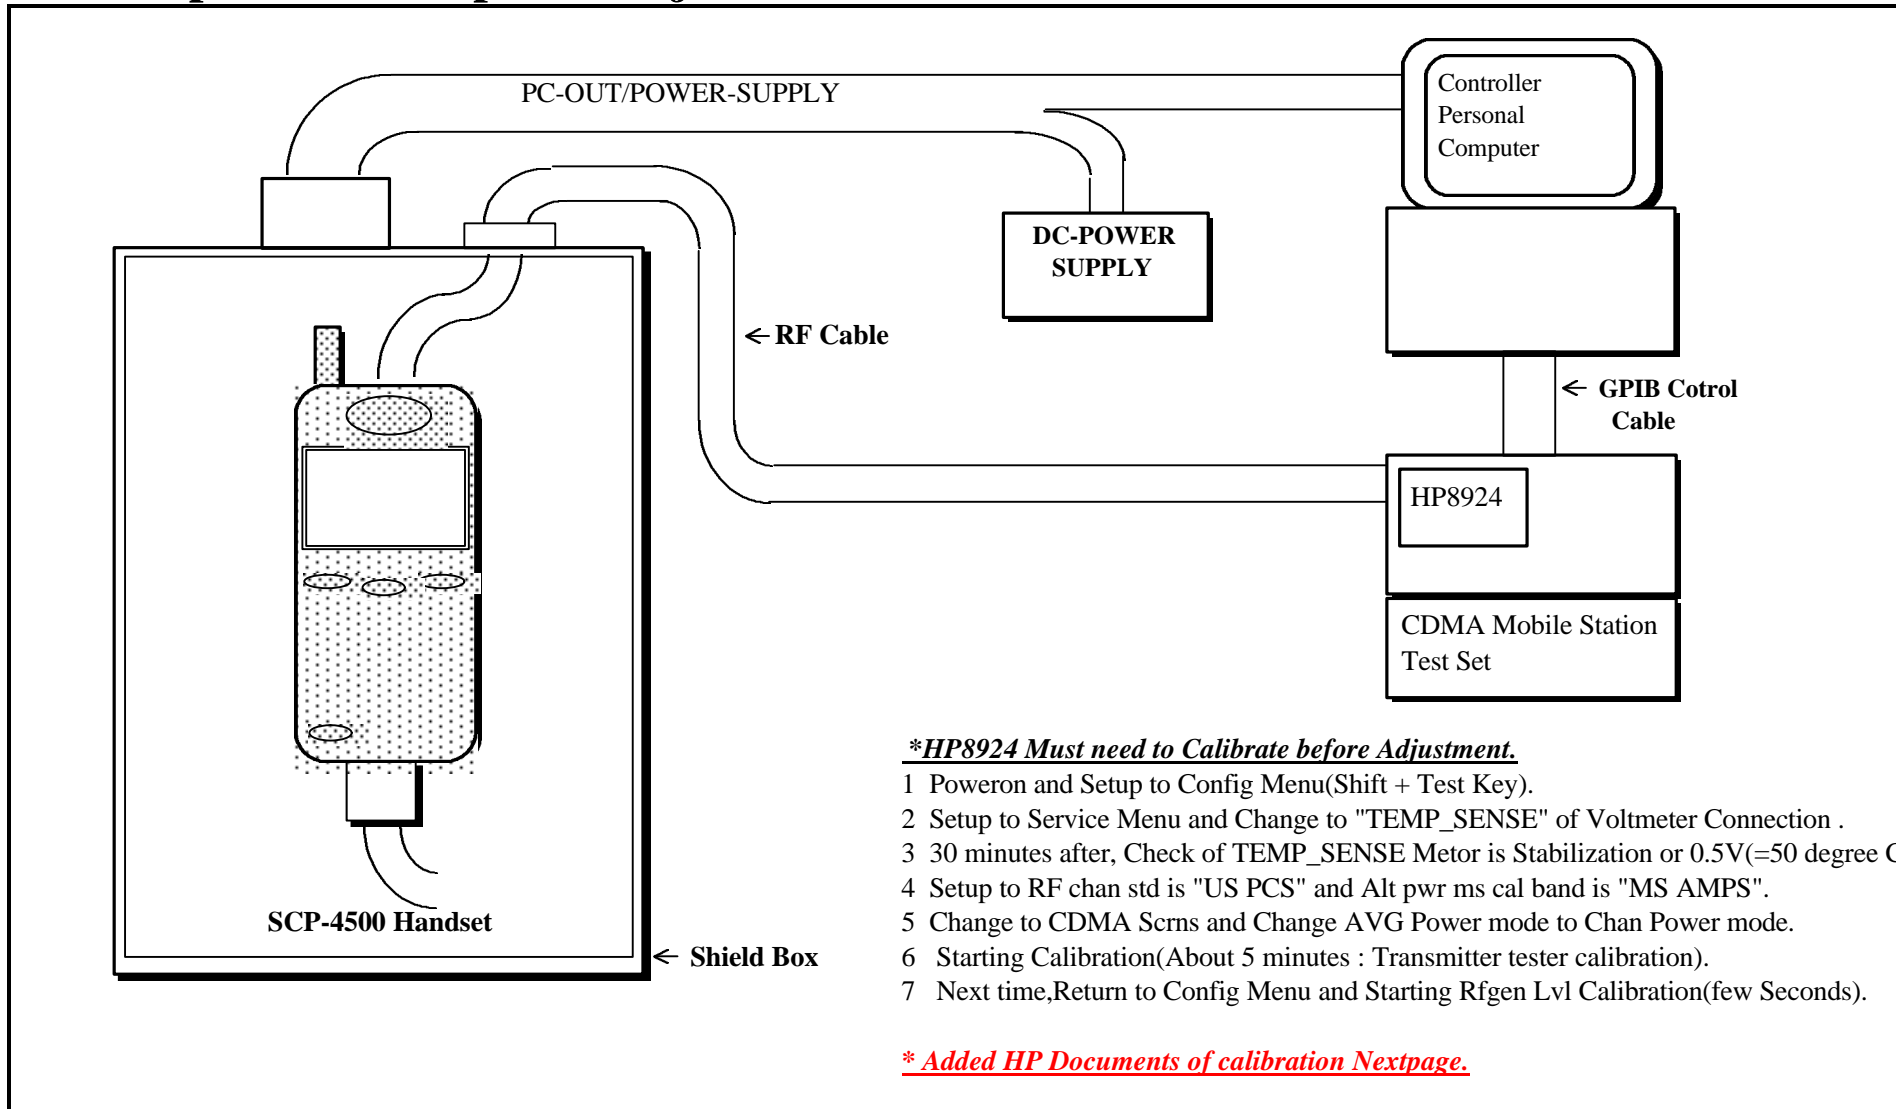 PC-OUT/POWER-SUPPLY
Controller
Personal
Computer
DC-POWER
SUPPLY
RF Cable
GPIB Cotrol
Cable
HP8924
CDMA Mobile Station
Test Set
SCP-4500 Handset
Shield Box
*HP8924 Must need to Calibrate before Adjustment.
1 Poweron and Setup to Config Menu(Shift + Test Key).
2 Setup to Service Menu and Change to "TEMP_SENSE" of Voltmeter Connection .
3 30 minutes after, Check of TEMP_SENSE Metor is Stabilization or 0.5V(=50 degree C
4 Setup to RF chan std is "US PCS" and Alt pwr ms cal band is "MS AMPS".
5 Change to CDMA Scrns and Change AVG Power mode to Chan Power mode.
6 Starting Calibration(About 5 minutes : Transmitter tester calibration).
7 Next time,Return to Config Menu and Starting Rfgen Lvl Calibration(few Seconds).
* Added HP Documents of calibration Nextpage.